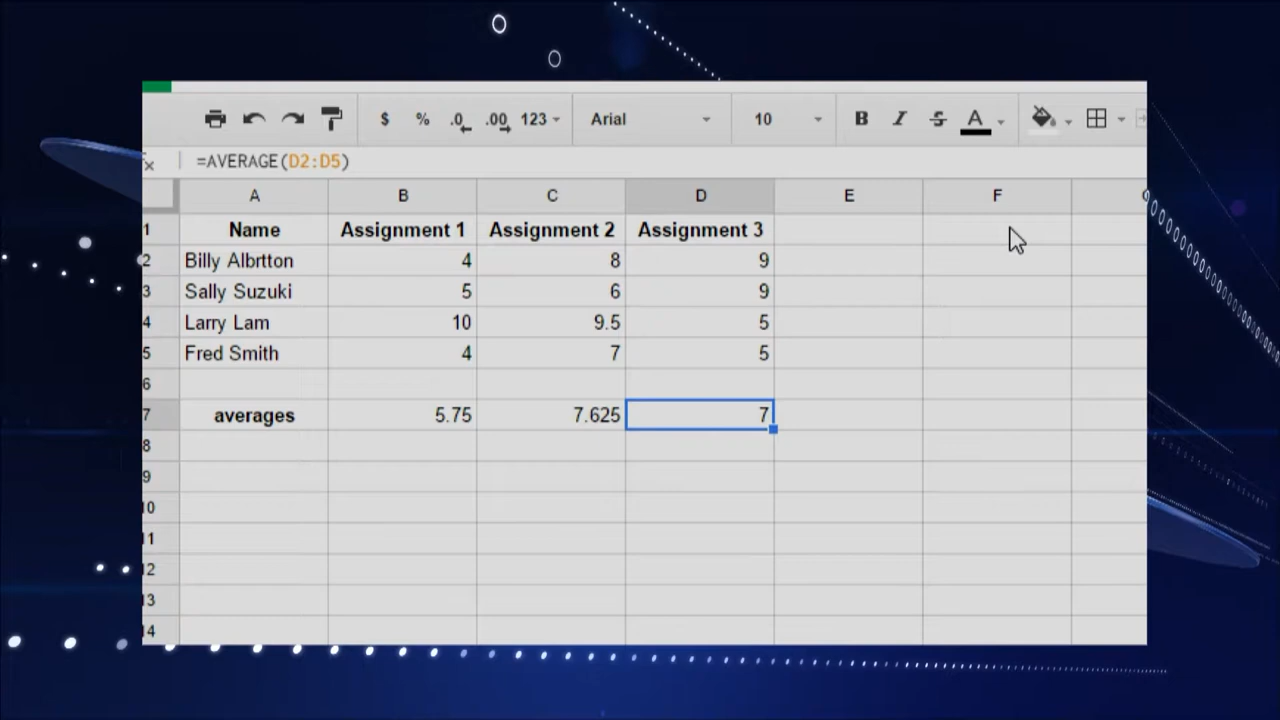 $ % .0 .00 123 Arial 10 B I S A
=AVERAGE(D2:D5)
A B C D E F
1 Name Assignment 1 Assignment 2 Assignment 3
2 Billy Albrtton 4 8 9
3 Sally Suzuki 5 6 9
4 Larry Lam 10 9.5 5
5 Fred Smith 4 7 5
6
7 averages 5.75 7.625 7
8
9
10
11
12
13
14